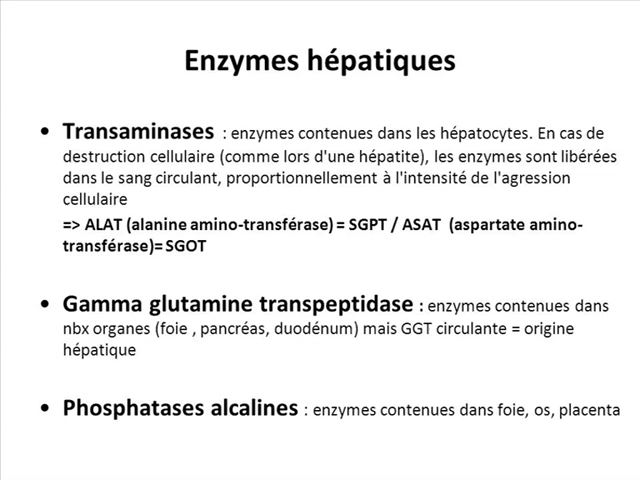 Enzymes hépatiques
• Transaminases : enzymes contenues dans les hépatocytes. En cas de
destruction cellulaire (comme lors d'une hépatite), les enzymes sont libérées
dans le sang circulant, proportionnellement à l'intensité de l'agression
cellulaire
=> ALAT (alanine amino-transférase) = SGPT / ASAT (aspartate amino-
transférase)= SGOT
• Gamma glutamine transpeptidase : enzymes contenues dans
nbx organes (foie , pancréas, duodénum) mais GGT circulante = origine
hépatique
• Phosphatases alcalines : enzymes contenues dans foie, os, placenta